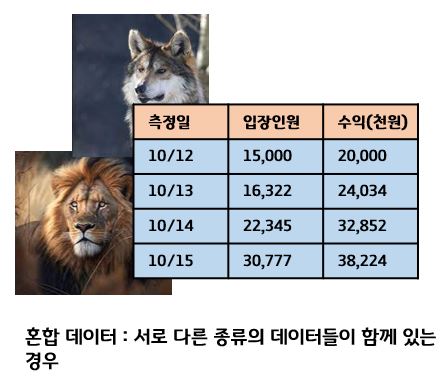 측정일 입장인원 수익(천원)
10/12 15,000 20,000
10/13 16,322 24,034
10/14 22,345 32,852
10/15 30,777 38,224
혼합 데이터 : 서로 다른 종류의 데이터들이 함께 있는
경우